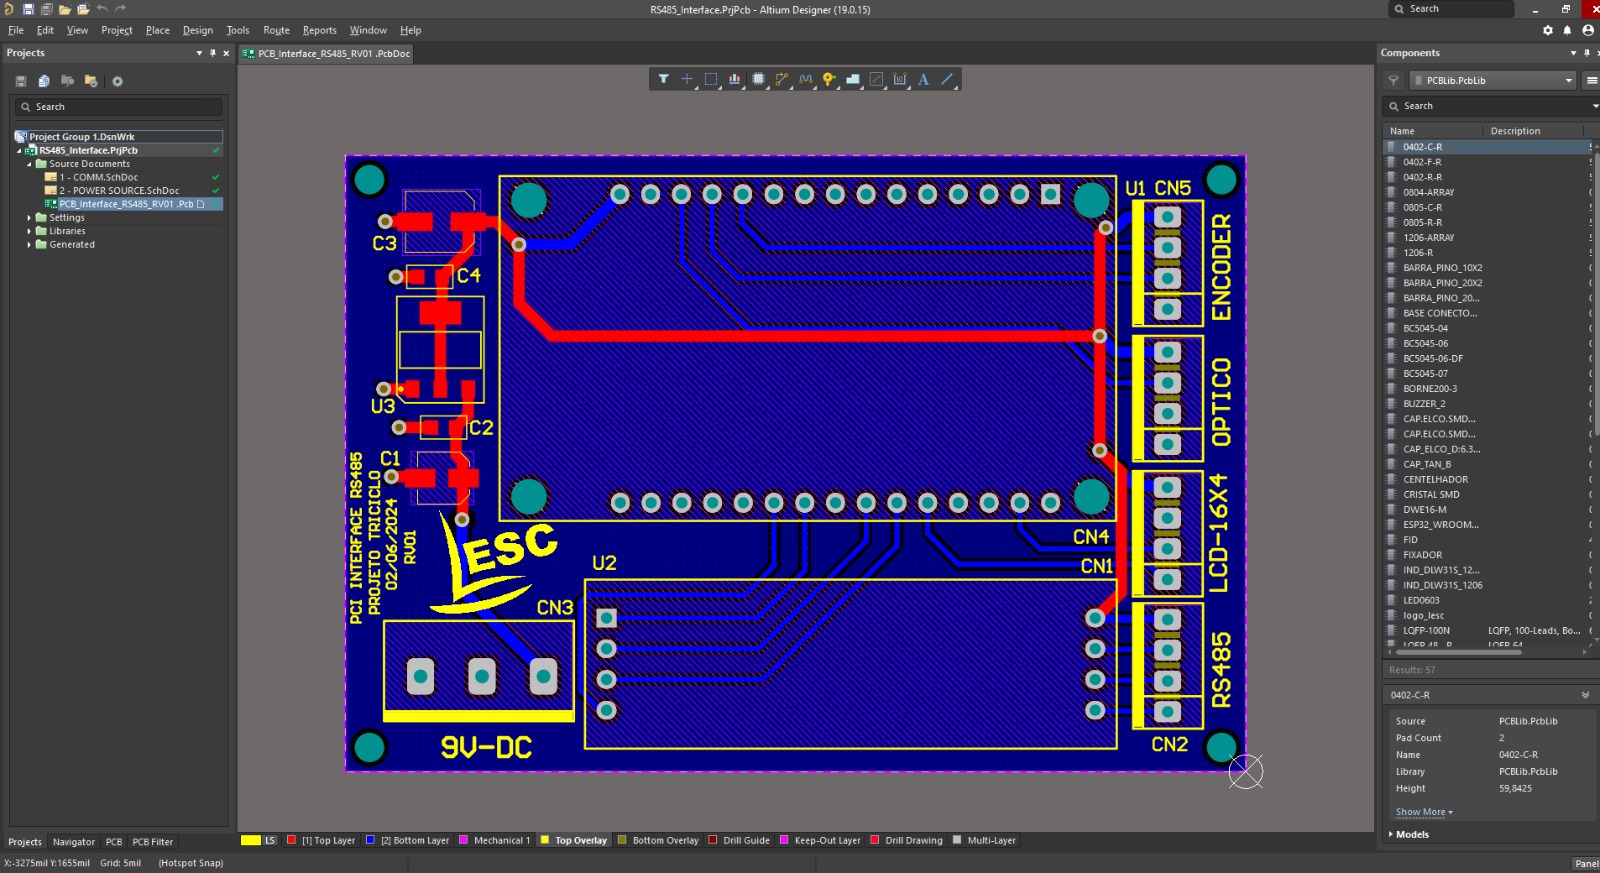 RS485_Interface.PrjPcb - Altium Designer (19.0.15)
Search
File Edit View Project Place Design Tools Route Reports Window Help
Projects
PCB_Interface_RS485_RV01 .PcbDoc
Components
PCBLib.PcbLib
Search
Search
Name Description
Project Group 1.DsnWrk
RS485_Interface.PrjPcb
Source Documents
1 - COMM.SchDoc
2 - POWER SOURCE.SchDoc
PCB_Interface_RS485_RV01 .Pcb
Settings
Libraries
Generated
0402-C-R
0402-F-R
0402-R-R
0804-ARRAY
0805-C-R
0805-R-R
1206-ARRAY
1206-R
BARRA_PINO_10X2
BARRA_PINO_20X2
BARRA_PINO_20...
BASE CONECTO...
BC5045-04
BC5045-06
BC5045-06-DF
BC5045-07
BORNE200-3
BUZZER_2
CAP.ELCO.SMD...
CAP.ELCO.SMD...
CAP_ELCO_D:6.3...
CAP_TAN_B
CENTELHADOR
CRISTAL SMD
DWE16-M
ESP32_WROOM...
FID
FIXADOR
IND_DLW31S_12...
IND_DLW31S_1206
LED0603
logo_lesc
LQFP-100N LQFP, 100-Leads, Bo...
LQFP-48_R LQFP-64
Results: 57
0402-C-R
Source PCBLib.PcbLib
Pad Count 2
Name 0402-C-R
Library PCBLib.PcbLib
Height 59,8425
Show More
Models
U1 CN5
ENCODER
C3
C4
U3
C2
C1
OPTICO
PCI INTERFACE RS485
PROJETO TRICICLO
02/06/2024
RV01
LESC
LCD-16X4
CN4
CN1
U2
CN3
RS485
CN2
9V-DC
Projects Navigator PCB PCB Filter
LS [1] Top Layer [2] Bottom Layer Mechanical 1 Top Overlay Bottom Overlay Drill Guide Keep-Out Layer Drill Drawing Multi-Layer
X:-3275mil Y:1655mil Grid: 5mil (Hotspot Snap)
Panel